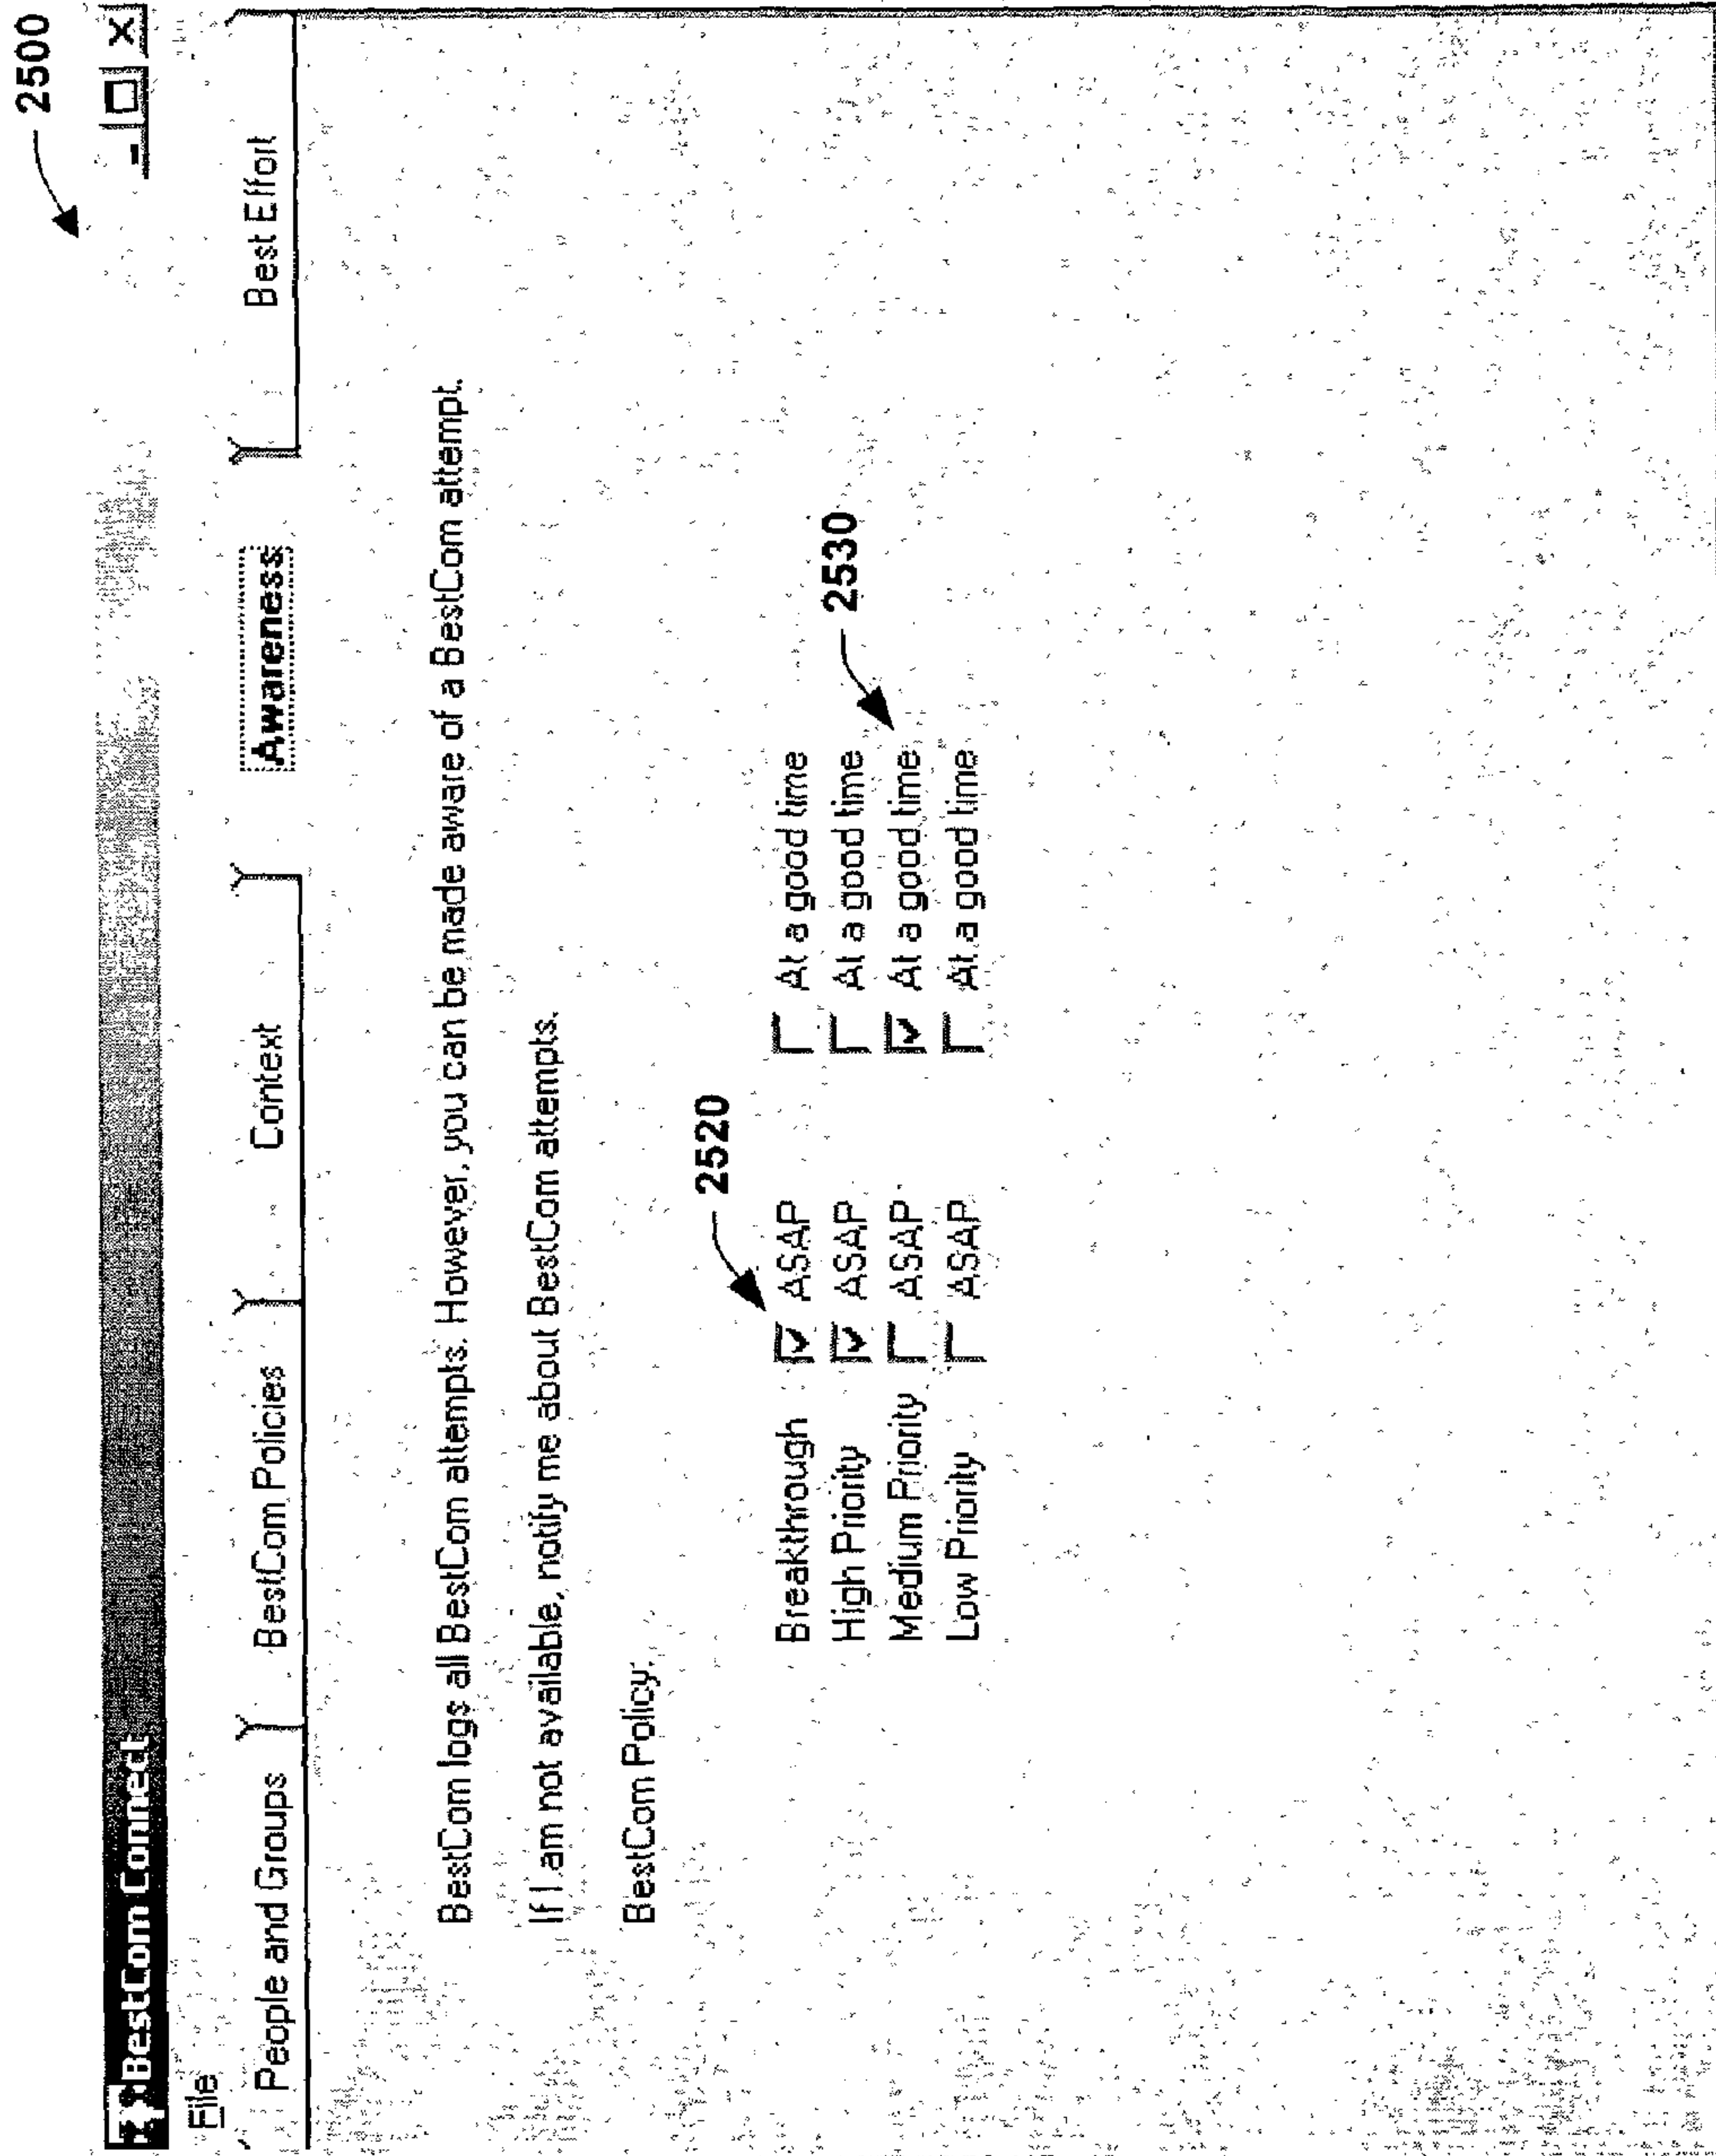 2500
BestCom Connect
File
People and Groups BestCom Policies Context Awareness Best Effort
BestCom logs all BestCom attempts. However, you can be made aware of a BestCom attempt.
If I am not available, notify me about BestCom attempts.
BestCom Policy:
2520
2530
Breakthrough ASAP At a good time
High Priority ASAP At a good time
Medium Priority ASAP At a good time
Low Priority ASAP At a good time